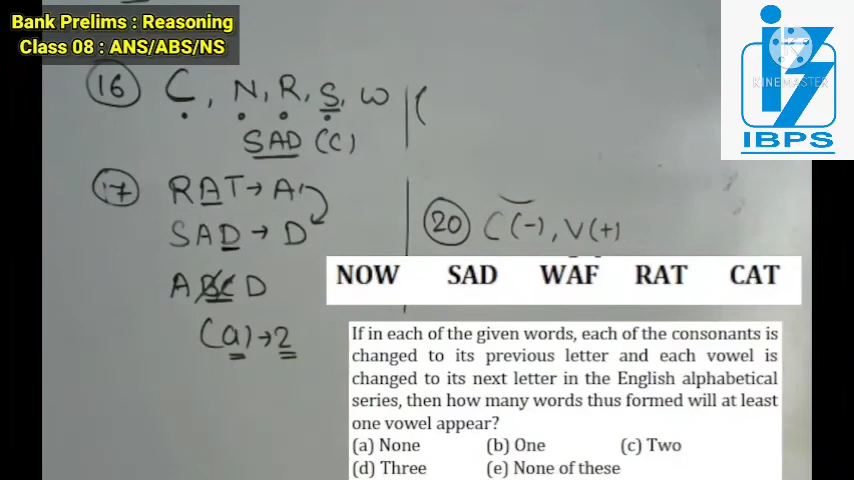 Bank Prelims : Reasoning
Class 08 : ANS/ABS/NS
KINEMASTER
IBPS
16 C, N, R, S, W (
SAD (C)
17 RAT → A
SAD → D
ABCD
(a) → 2
20 C (-), V(+)
NOW SAD WAF RAT CAT
If in each of the given words, each of the consonants is
changed to its previous letter and each vowel is
changed to its next letter in the English alphabetical
series, then how many words thus formed will at least
one vowel appear?
(a) None (b) One (c) Two
(d) Three (e) None of these